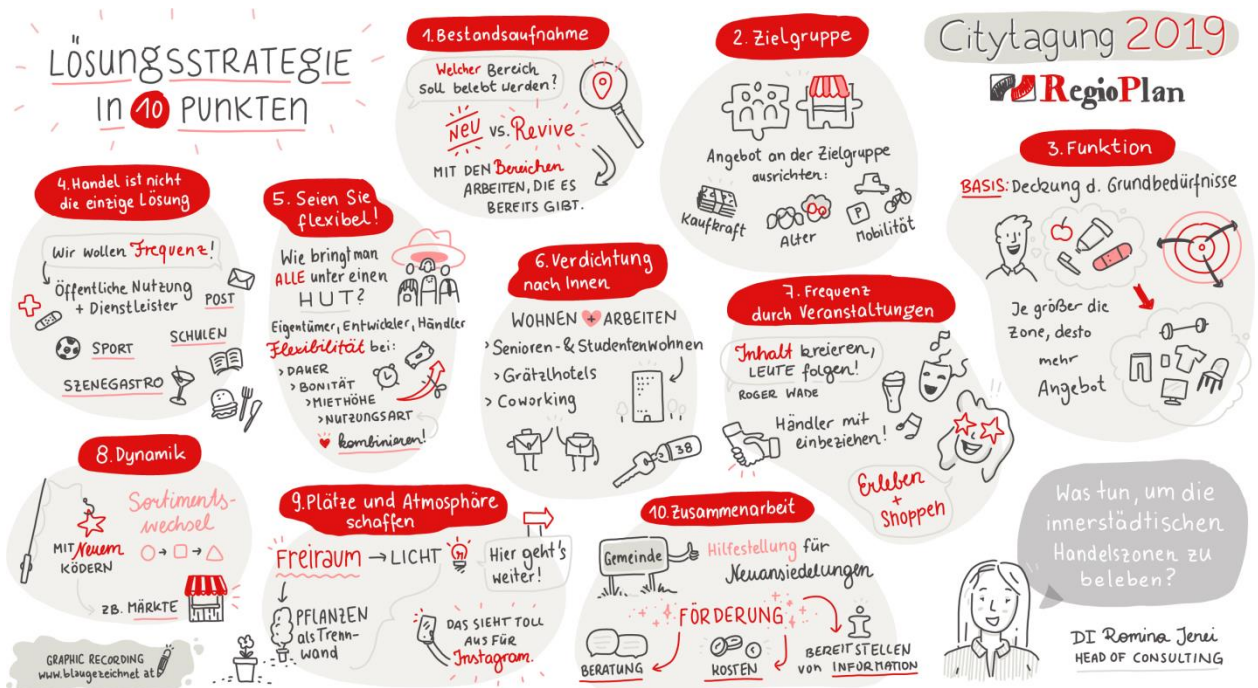 LÖSUNGSSTRATEGIE
IN 10 PUNKTEN
Citytagung 2019
RegioPlan
1. Bestandsaufnahme
Welcher Bereich
soll belebt werden?
NEU vs. Revive
MIT DEN Bereichen
ARBEITEN, DIE ES
BEREITS GIBT.
2. Zielgruppe
Angebot an der Zielgruppe
ausrichten:
Kaufkraft
Alter
P
Mobilität
3. Funktion
BASIS: Deckung d. Grundbedürfnisse
Je größer die
Zone, desto
mehr
Angebot
4. Handel ist nicht
die einzige Lösung
Wir wollen Frequenz!
Öffentliche Nutzung
+ Dienstleister
POST
SCHULEN
SPORT
SZENEGASTRO
5. Seien Sie
flexibel!
Wie bringt man
ALLE unter einen
HUT?
Eigentümer, Entwickler, Händler
Flexibilität bei:
> DAUER
> BONITÄT
> MIETHÖHE
> NUTZUNGSART
kombinieren!
6. Verdichtung
nach Innen
WOHNEN + ARBEITEN
> Senioren- & Studentenwohnen
> Grätzlhotels
> Coworking
38
7. Frequenz
durch Veranstaltungen
Inhalt kreieren,
LEUTE folgen!
ROGER WADE
Händler mit
einbeziehen!
Erleben
+
Shoppen
8. Dynamik
Sortiments-
wechsel
MIT Neuem
KÖDERN
ZB. MÄRKTE
9. Plätze und Atmosphäre
schaffen
Freiraum → LICHT
Hier geht's
weiter!
PFLANZEN
als Trenn-
wand
DAS SIEHT TOLL
AUS FÜR
Instagram.
10. Zusammenarbeit
Gemeinde
Hilfestellung für
Neuansiedelungen
FÖRDERUNG
BERATUNG
KOSTEN
BEREITSTELLEN
von INFORMATION
Was tun, um die
innerstädtischen
Handelszonen zu
beleben?
DI Romina Jenei
HEAD OF CONSULTING
GRAPHIC RECORDING
www.blaugezeichnet.at